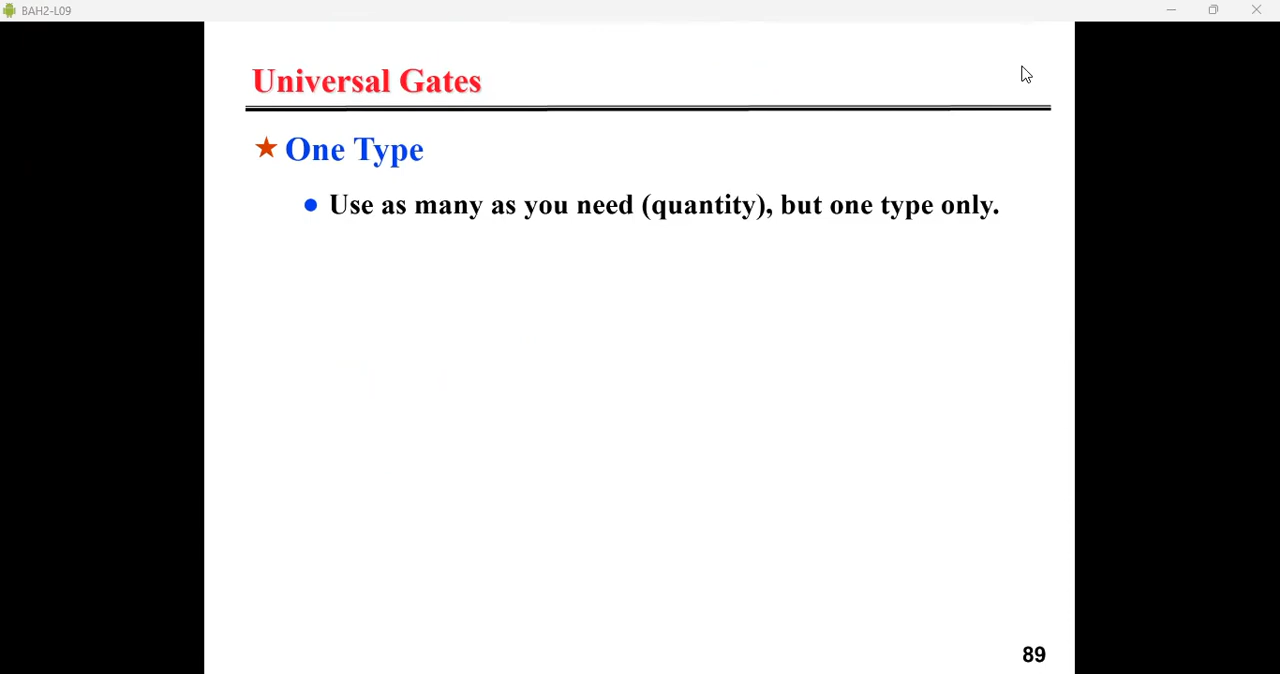 BAH2-L09
Universal Gates
One Type
Use as many as you need (quantity), but one type only.
89